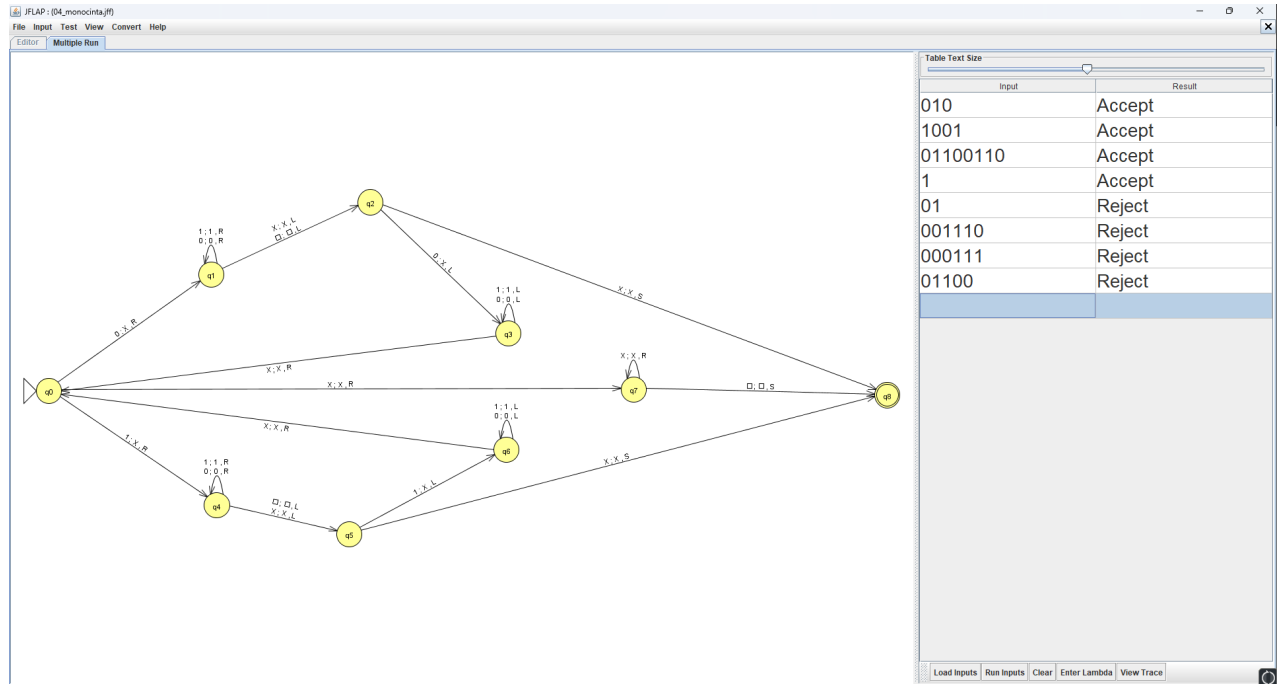 JFLAP : (04_monocinta.jff)
File Input Test View Convert Help
Editor Multiple Run
Table Text Size
Input Result
010 Accept
1001 Accept
01100110 Accept
1 Accept
01 Reject
001110 Reject
000111 Reject
01100 Reject
q2
X ; X , L
□ ; □ , L
1 ; 1 , R
0 ; 0 , R
q1
0 ; X , L
X ; X , S
1 ; 1 , L
0 ; 0 , L
q3
0 ; X , R
X ; X , R
X ; X , R
q0
X ; X , R
q7
□ ; □ , S
q8
1 ; 1 , L
0 ; 0 , L
X ; X , R
q6
1 ; X , R
X ; X , S
1 ; 1 , R
0 ; 0 , R
1 ; X , L
q4
□ ; □ , L
X ; X , L
q5
Load Inputs Run Inputs Clear Enter Lambda View Trace